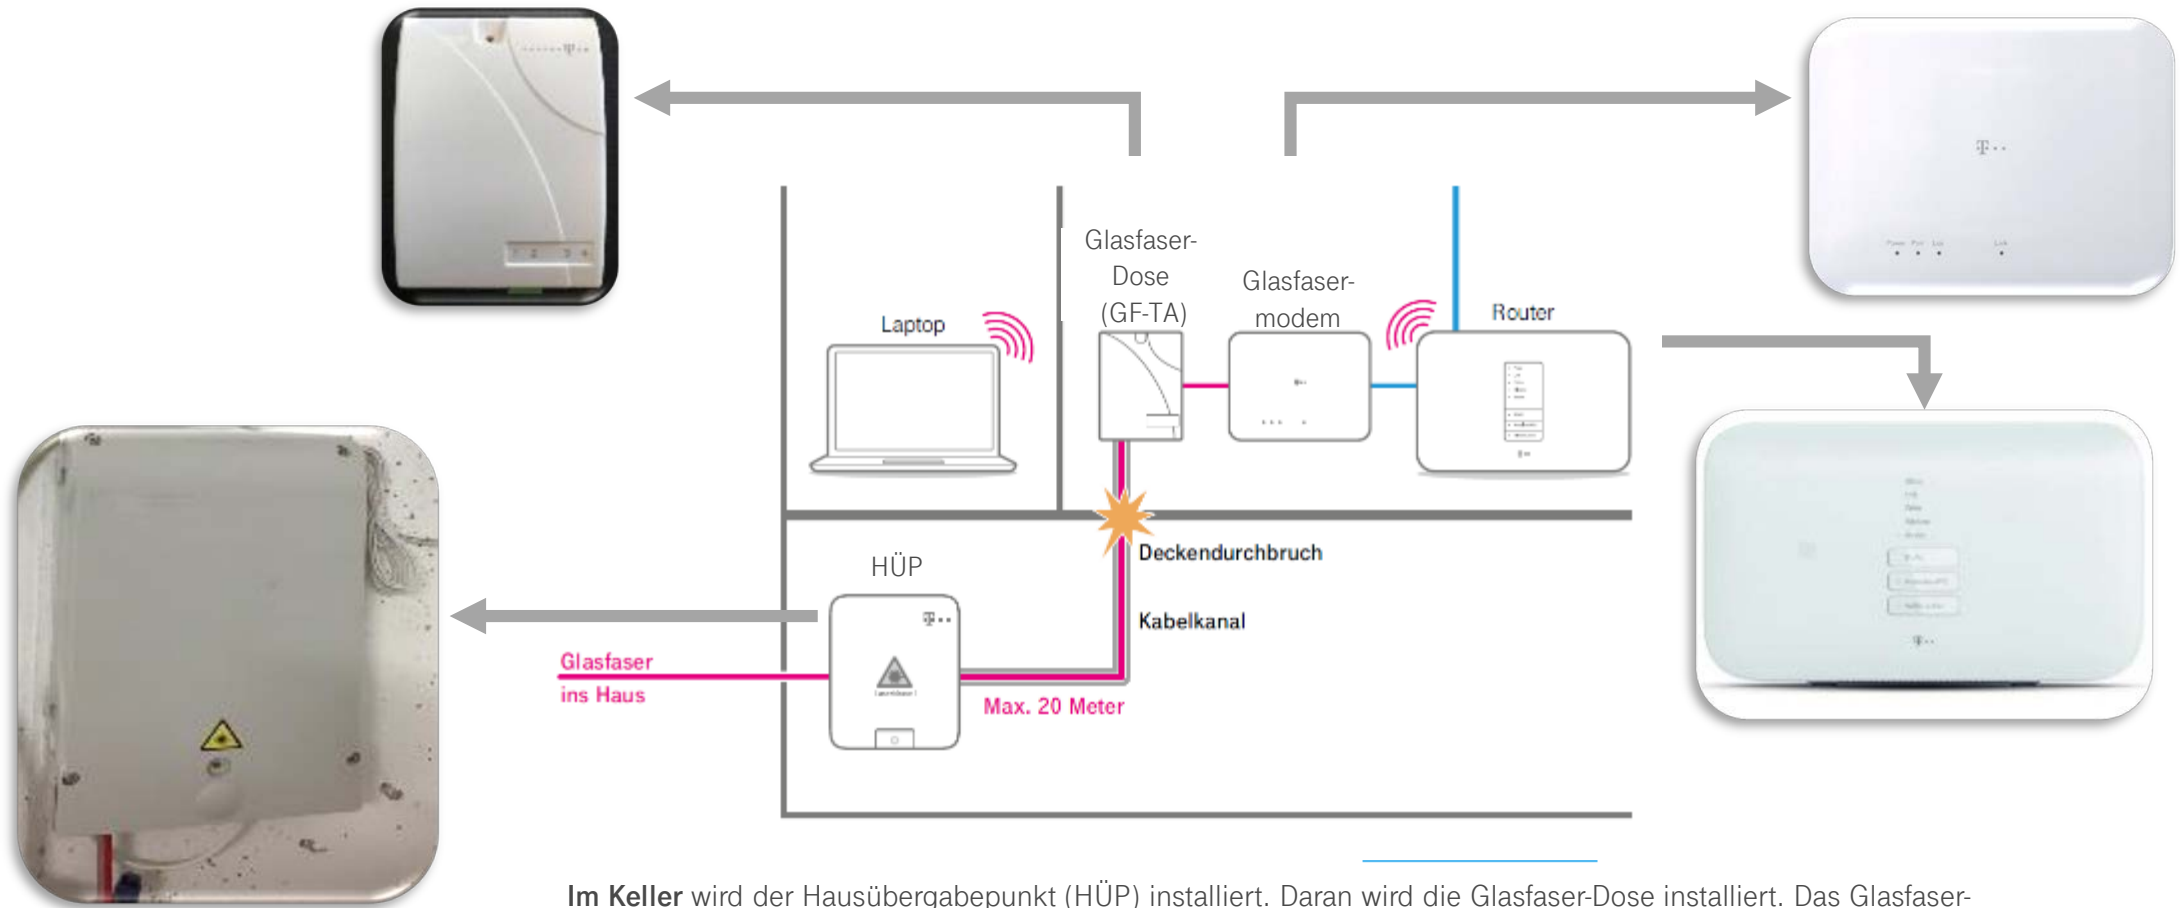 Glasfaser-
Dose
(GF-TA)
Glasfaser-
modem
Router
Laptop
Deckendurchbruch
HÜP
Kabelkanal
Glasfaser
ins Haus
Max. 20 Meter
Im Keller wird der Hausübergabepunkt (HÜP) installiert. Daran wird die Glasfaser-Dose installiert. Das Glasfaser-